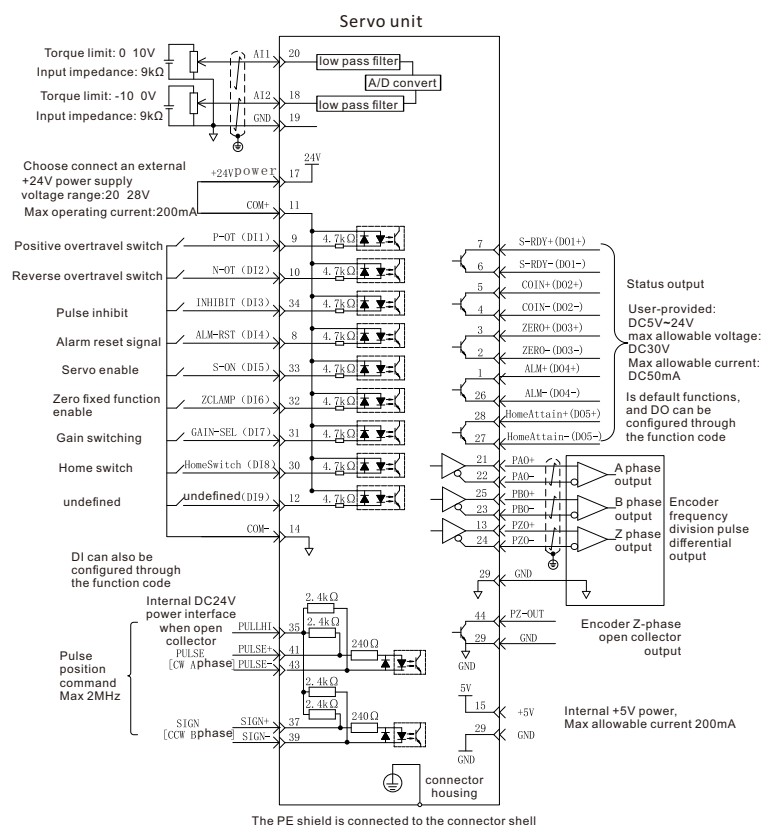 Servo unit
Torque limit: 0 10V
Input impedance: 9kΩ
AI1
20
low pass filter
A/D convert
Torque limit: -10 0V
Input impedance: 9kΩ
AI2
18
low pass filter
GND
19
24V
Choose connect an external
+24V power supply
voltage range:20 28V
Max operating current:200mA
+24Vpower
17
COM+
11
Positive overtravel switch
P-OT (DI1)
9
4.7kΩ
Reverse overtravel switch
N-OT (DI2)
10
4.7kΩ
Pulse inhibit
INHIBIT (DI3)
34
4.7kΩ
Alarm reset signal
ALM-RST (DI4)
8
4.7kΩ
Servo enable
S-ON (DI5)
33
4.7kΩ
Zero fixed function
enable
ZCLAMP (DI6)
32
4.7kΩ
Gain switching
GAIN-SEL (DI7)
31
4.7kΩ
Home switch
HomeSwitch (DI8)
30
4.7kΩ
undefined
undefined(DI9)
12
4.7kΩ
COM-
14
DI can also be
configured through
the function code
7
S-RDY+(DO1+)
6
S-RDY-(DO1-)
5
COIN+(DO2+)
4
COIN-(DO2-)
3
ZERO+(DO3+)
2
ZERO-(DO3-)
1
ALM+(DO4+)
26
ALM-(DO4-)
28
HomeAttain+(DO5+)
27
HomeAttain-(DO5-)
Status output
User-provided:
DC5V~24V
max allowable voltage:
DC30V
Max allowable current:
DC50mA
Is default functions,
and DO can be
configured through
the function code
21
PAO+
22
PAO-
25
PBO+
23
PBO-
13
PZO+
24
PZO-
A phase
output
B phase
output
Z phase
output
Encoder
frequency
division pulse
differential
output
29
GND
44
PZ-OUT
29
GND
GND
Encoder Z-phase
open collector
output
5V
15
+5V
Internal +5V power,
Max allowable current 200mA
29
GND
GND
Pulse
position
command
Max 2MHz
Internal DC24V
power interface
when open
collector
PULLHI
35
2.4kΩ
2.4kΩ
PULSE
[CW A phase]
PULSE+
41
240Ω
PULSE-
43
2.4kΩ
2.4kΩ
SIGN
[CCW B phase]
SIGN+
37
240Ω
SIGN-
39
connector
housing
The PE shield is connected to the connector shell